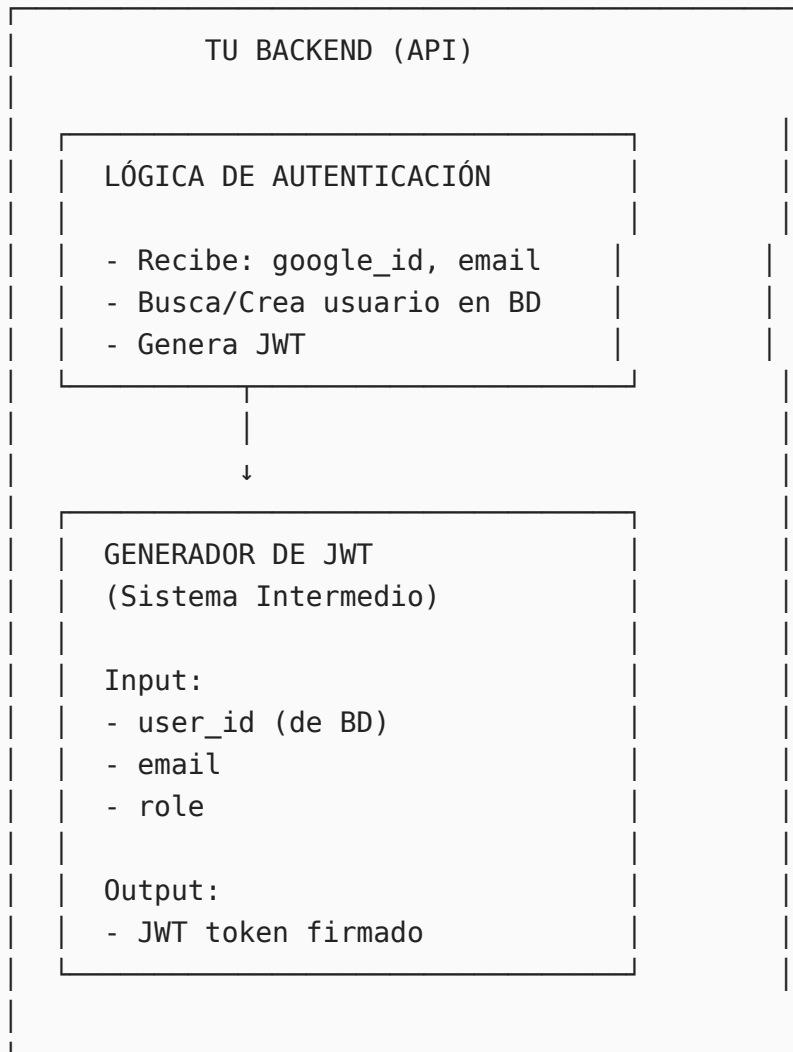 TU BACKEND (API)
LÓGICA DE AUTENTICACIÓN
- Recibe: google_id, email
- Busca/Crea usuario en BD
- Genera JWT
↓
GENERADOR DE JWT
(Sistema Intermedio)
Input:
- user_id (de BD)
- email
- role
Output:
- JWT token firmado